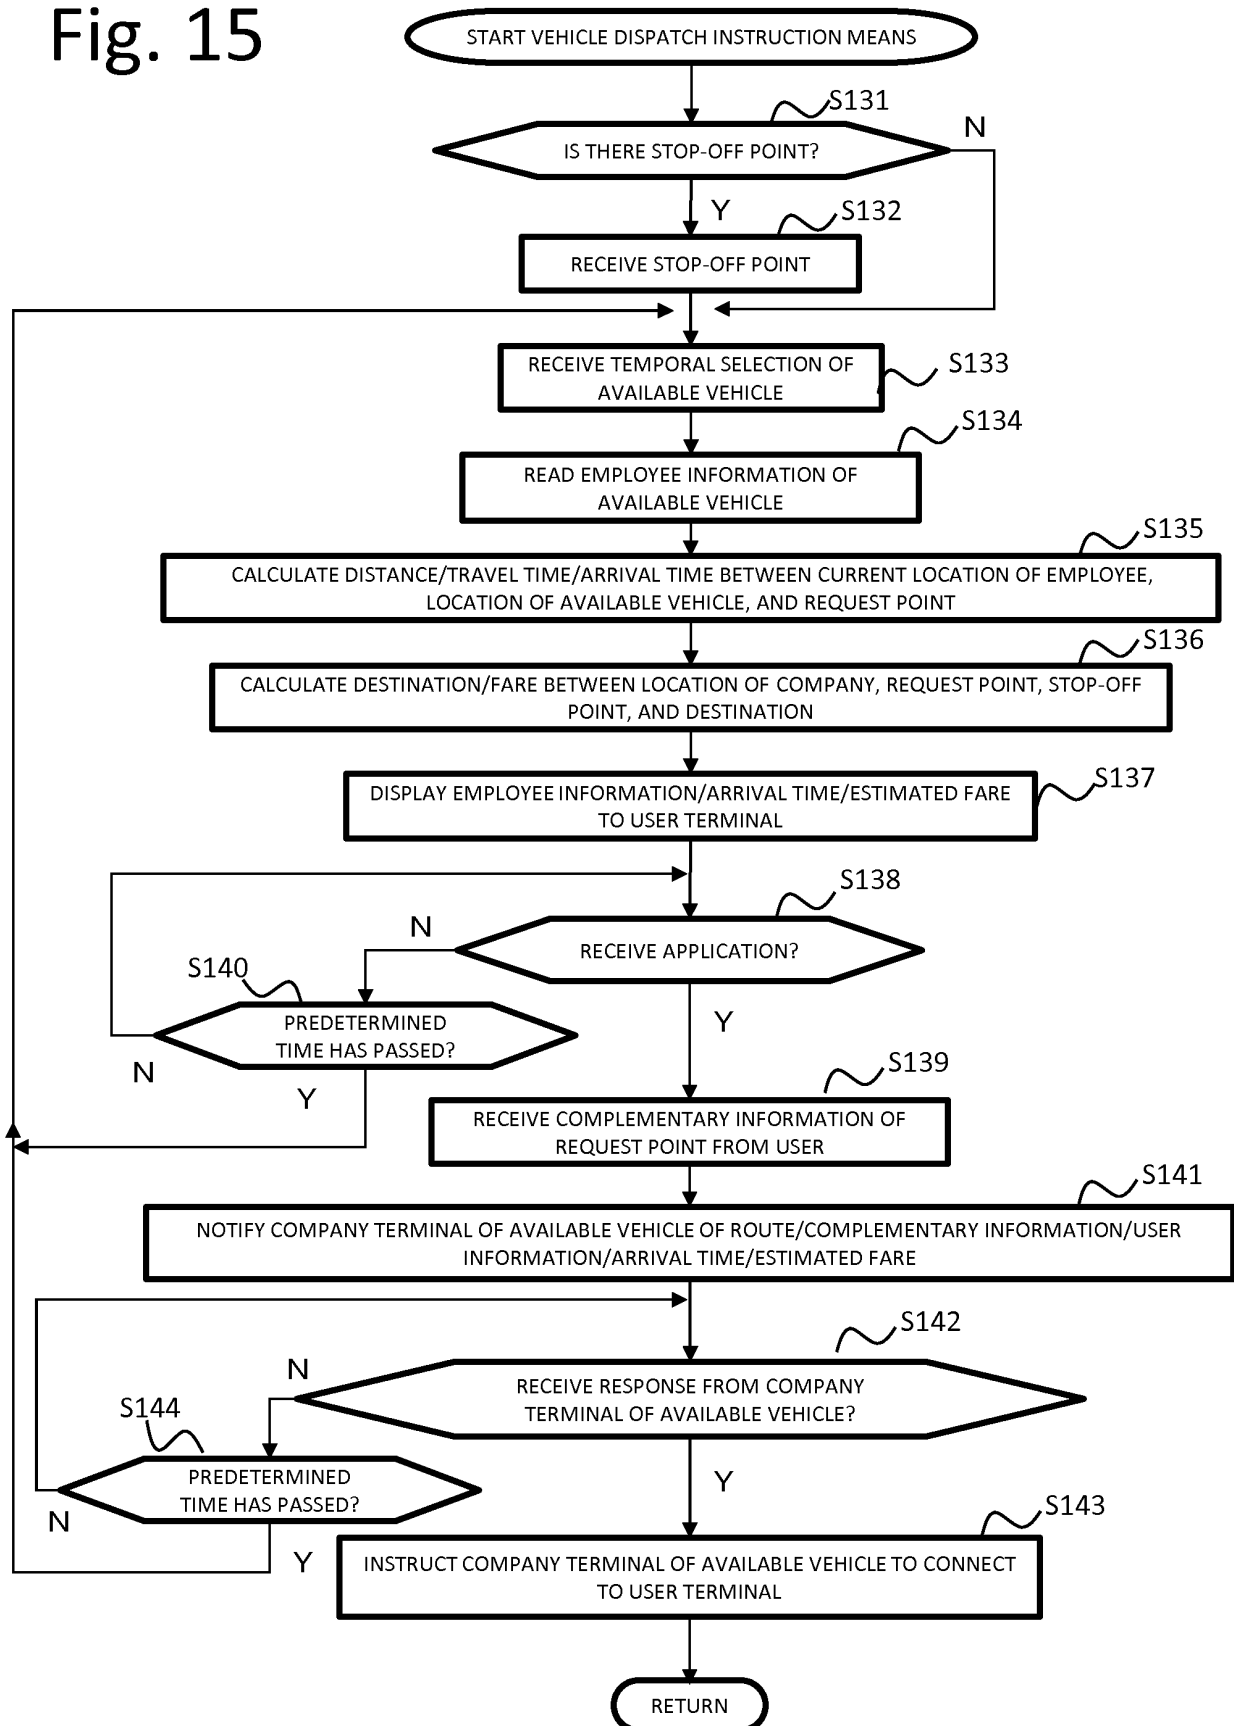 Fig. 15
START VEHICLE DISPATCH INSTRUCTION MEANS
S131
IS THERE STOP-OFF POINT?
N
Y
S132
RECEIVE STOP-OFF POINT
RECEIVE TEMPORAL SELECTION OF
AVAILABLE VEHICLE
S133
S134
READ EMPLOYEE INFORMATION OF
AVAILABLE VEHICLE
S135
CALCULATE DISTANCE/TRAVEL TIME/ARRIVAL TIME BETWEEN CURRENT LOCATION OF EMPLOYEE,
LOCATION OF AVAILABLE VEHICLE, AND REQUEST POINT
S136
CALCULATE DESTINATION/FARE BETWEEN LOCATION OF COMPANY, REQUEST POINT, STOP-OFF
POINT, AND DESTINATION
S137
DISPLAY EMPLOYEE INFORMATION/ARRIVAL TIME/ESTIMATED FARE
TO USER TERMINAL
S138
N
RECEIVE APPLICATION?
S140
Y
PREDETERMINED
TIME HAS PASSED?
N
Y
S139
RECEIVE COMPLEMENTARY INFORMATION OF
REQUEST POINT FROM USER
S141
NOTIFY COMPANY TERMINAL OF AVAILABLE VEHICLE OF ROUTE/COMPLEMENTARY INFORMATION/USER
INFORMATION/ARRIVAL TIME/ESTIMATED FARE
S142
N
RECEIVE RESPONSE FROM COMPANY
TERMINAL OF AVAILABLE VEHICLE?
S144
Y
PREDETERMINED
TIME HAS PASSED?
N
Y
S143
INSTRUCT COMPANY TERMINAL OF AVAILABLE VEHICLE TO CONNECT
TO USER TERMINAL
RETURN